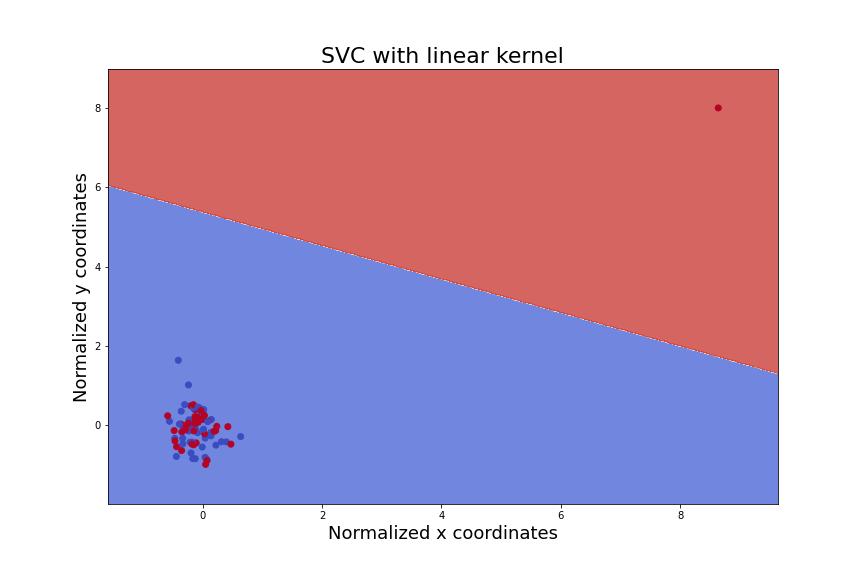 SVC with linear kernel
Normalized y coordinates
8
6
4
2
0
0 2 4 6 8
Normalized x coordinates